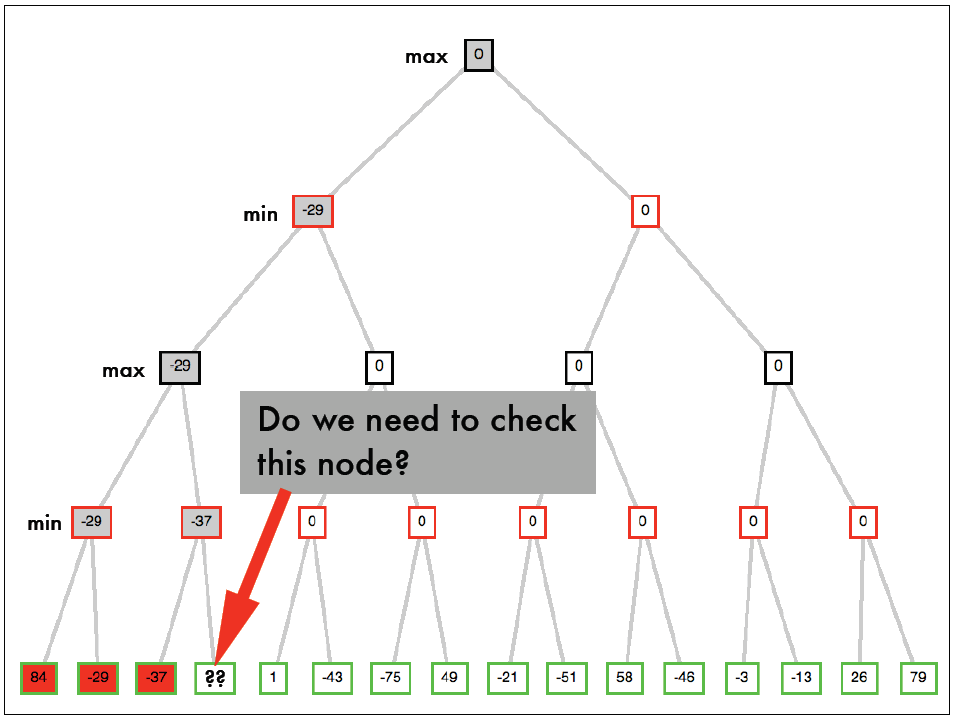 max 0
min -29 0
max -29 0 0 0
Do we need to check
this node?
min -29 -37 0 0 0 0 0 0
84 -29 -37 ?? 1 -43 -75 49 -21 -51 58 -46 -3 -13 26 79